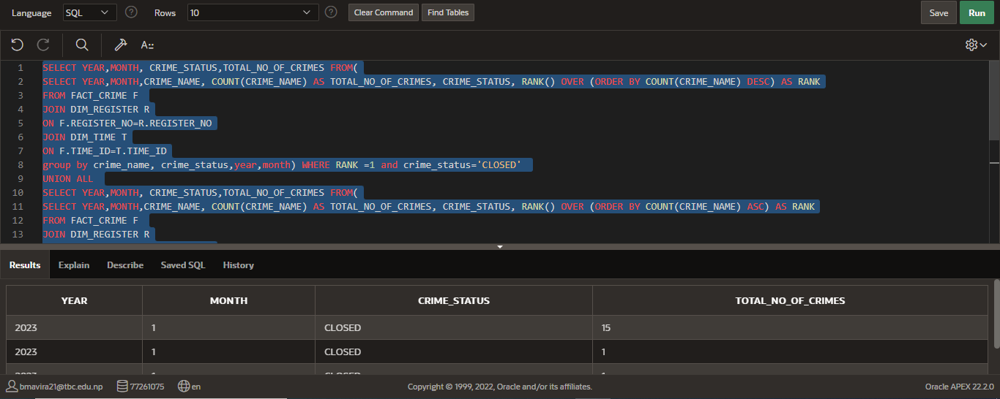 Language SQL Rows 10 Clear Command Find Tables Save Run
A::
1 SELECT YEAR,MONTH, CRIME_STATUS,TOTAL_NO_OF_CRIMES FROM(
2 SELECT YEAR,MONTH,CRIME_NAME, COUNT(CRIME_NAME) AS TOTAL_NO_OF_CRIMES, CRIME_STATUS, RANK() OVER (ORDER BY COUNT(CRIME_NAME) DESC) AS RANK
3 FROM FACT_CRIME F
4 JOIN DIM_REGISTER R
5 ON F.REGISTER_NO=R.REGISTER_NO
6 JOIN DIM_TIME T
7 ON F.TIME_ID=T.TIME_ID
8 group by crime_name, crime_status,year,month) WHERE RANK =1 and crime_status='CLOSED'
9 UNION ALL
10 SELECT YEAR,MONTH, CRIME_STATUS,TOTAL_NO_OF_CRIMES FROM(
11 SELECT YEAR,MONTH,CRIME_NAME, COUNT(CRIME_NAME) AS TOTAL_NO_OF_CRIMES, CRIME_STATUS, RANK() OVER (ORDER BY COUNT(CRIME_NAME) ASC) AS RANK
12 FROM FACT_CRIME F
13 JOIN DIM_REGISTER R
Results Explain Describe Saved SQL History
YEAR MONTH CRIME_STATUS TOTAL_NO_OF_CRIMES
2023 1 CLOSED 15
2023 1 CLOSED 1
bmavira21@tbc.edu.np 77261075 en Copyright © 1999, 2022, Oracle and/or its affiliates. Oracle APEX 22.2.0